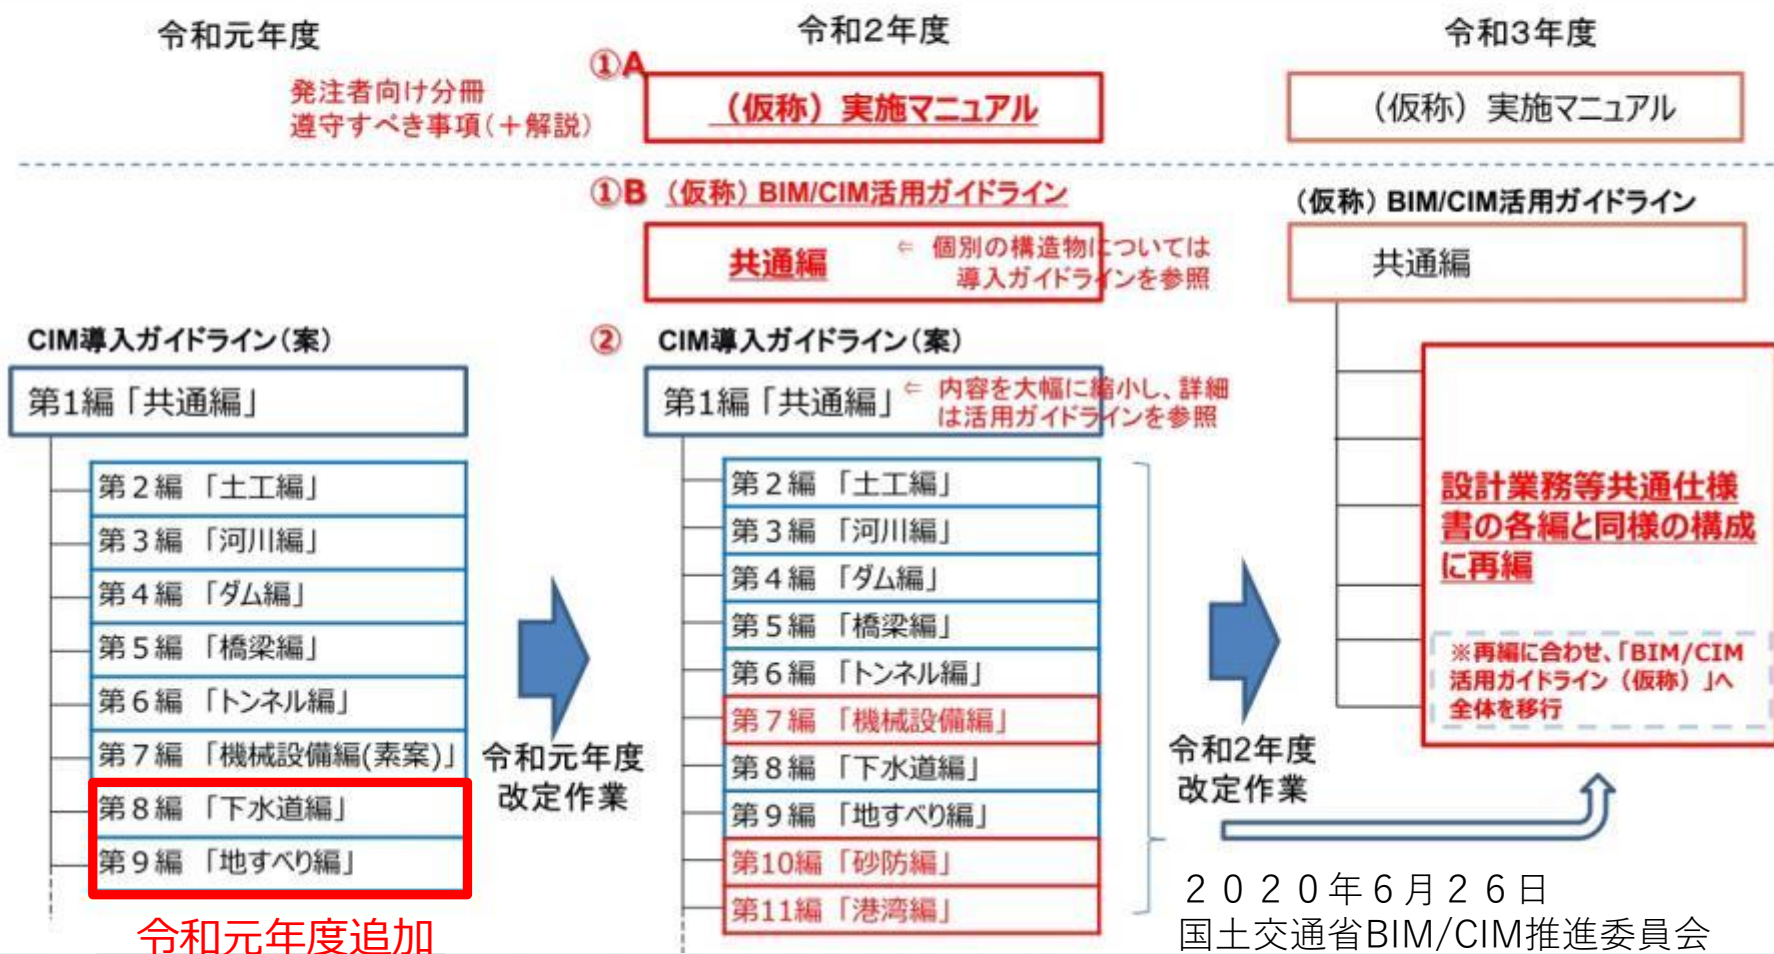 令和元年度
令和2年度
令和3年度
発注者向け分冊
遵守すべき事項(+解説)
①A
(仮称)実施マニュアル
(仮称)実施マニュアル
①B (仮称)BIM/CIM活用ガイドライン
共通編
⇐ 個別の構造物については
導入ガイドラインを参照
(仮称)BIM/CIM活用ガイドライン
共通編
CIM導入ガイドライン(案)
第1編「共通編」
第2編 「土工編」
第3編 「河川編」
第4編 「ダム編」
第5編 「橋梁編」
第6編 「トンネル編」
第7編 「機械設備編(素案)」
第8編 「下水道編」
第9編 「地すべり編」
令和元年度追加
令和元年度
改定作業
② CIM導入ガイドライン(案)
第1編「共通編」
⇐ 内容を大幅に縮小し、詳細
は活用ガイドラインを参照
第2編 「土工編」
第3編 「河川編」
第4編 「ダム編」
第5編 「橋梁編」
第6編 「トンネル編」
第7編 「機械設備編」
第8編 「下水道編」
第9編 「地すべり編」
第10編「砂防編」
第11編「港湾編」
令和2年度
改定作業
設計業務等共通仕様
書の各編と同様の構成
に再編
※再編に合わせ、「BIM/CIM
活用ガイドライン(仮称)」へ
全体を移行
２０２０年６月２６日
国土交通省BIM/CIM推進委員会